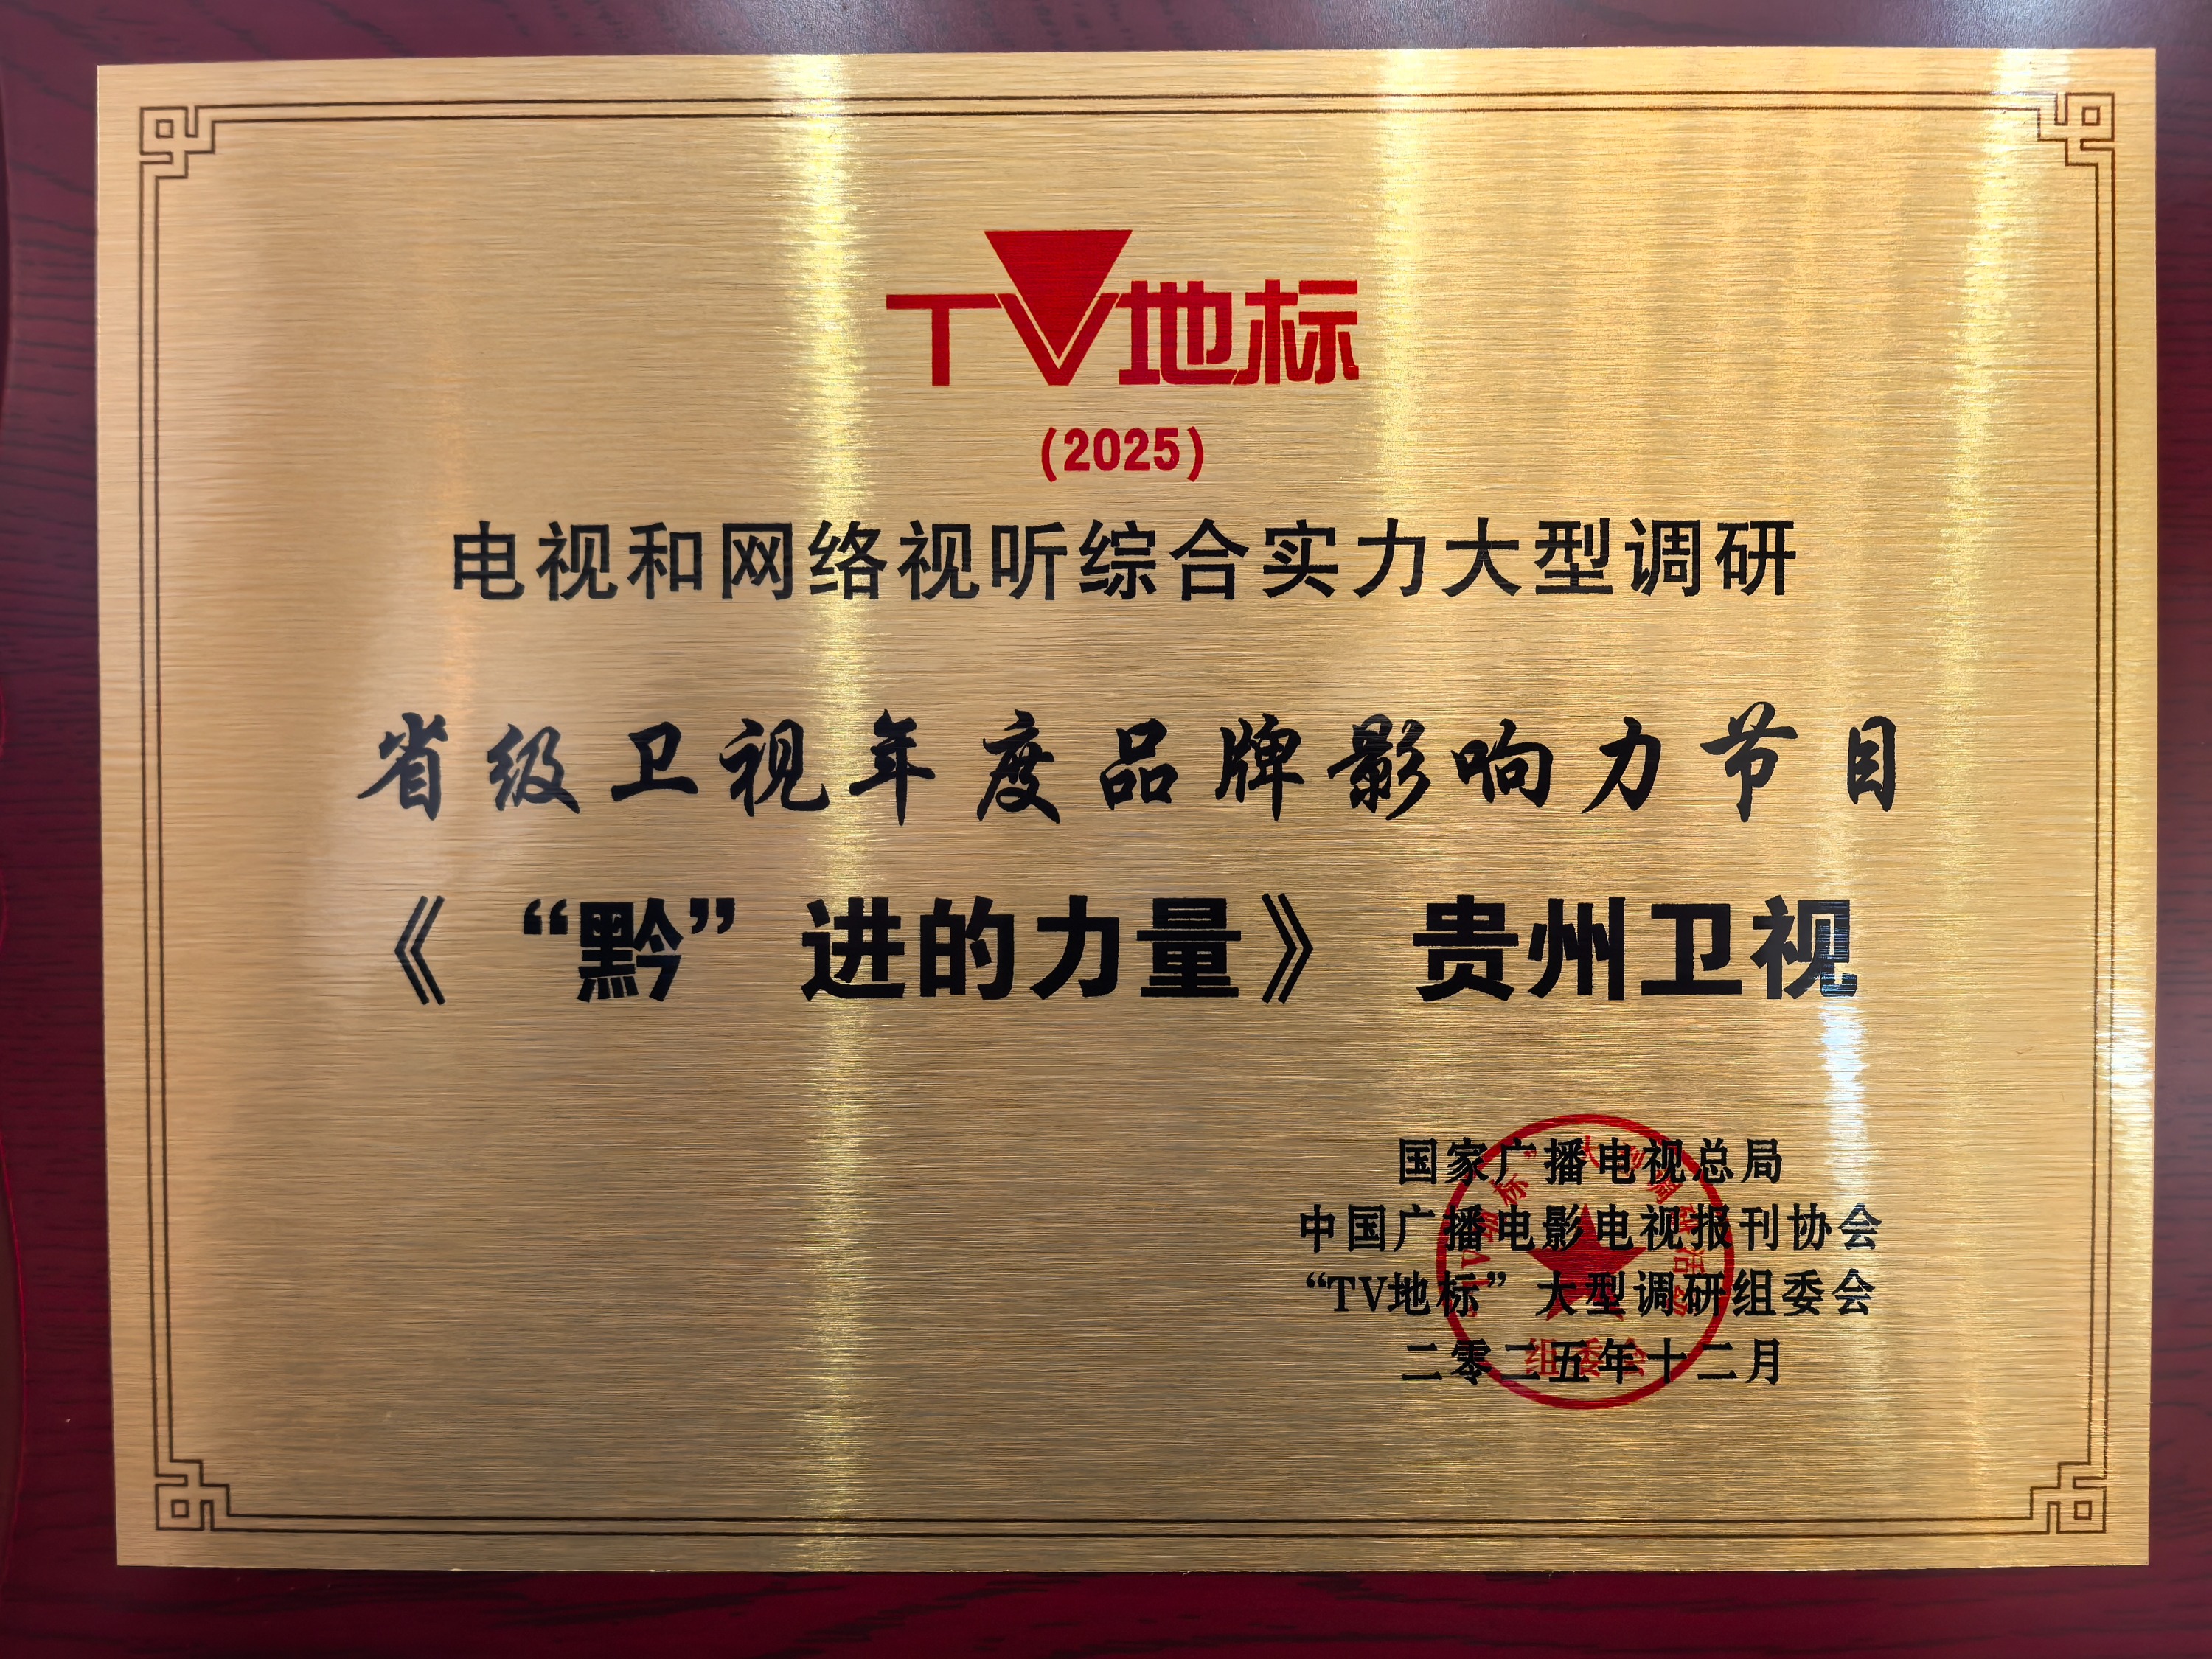 TV地标
(2025)
电视和网络视听综合实力大型调研
省级卫视年度品牌影响力节目
《“黔”进的力量》 贵州卫视
国家广播电视总局
中国广播电影电视报刊协会
“TV地标”大型调研组委会
二零二五年十二月
组委会